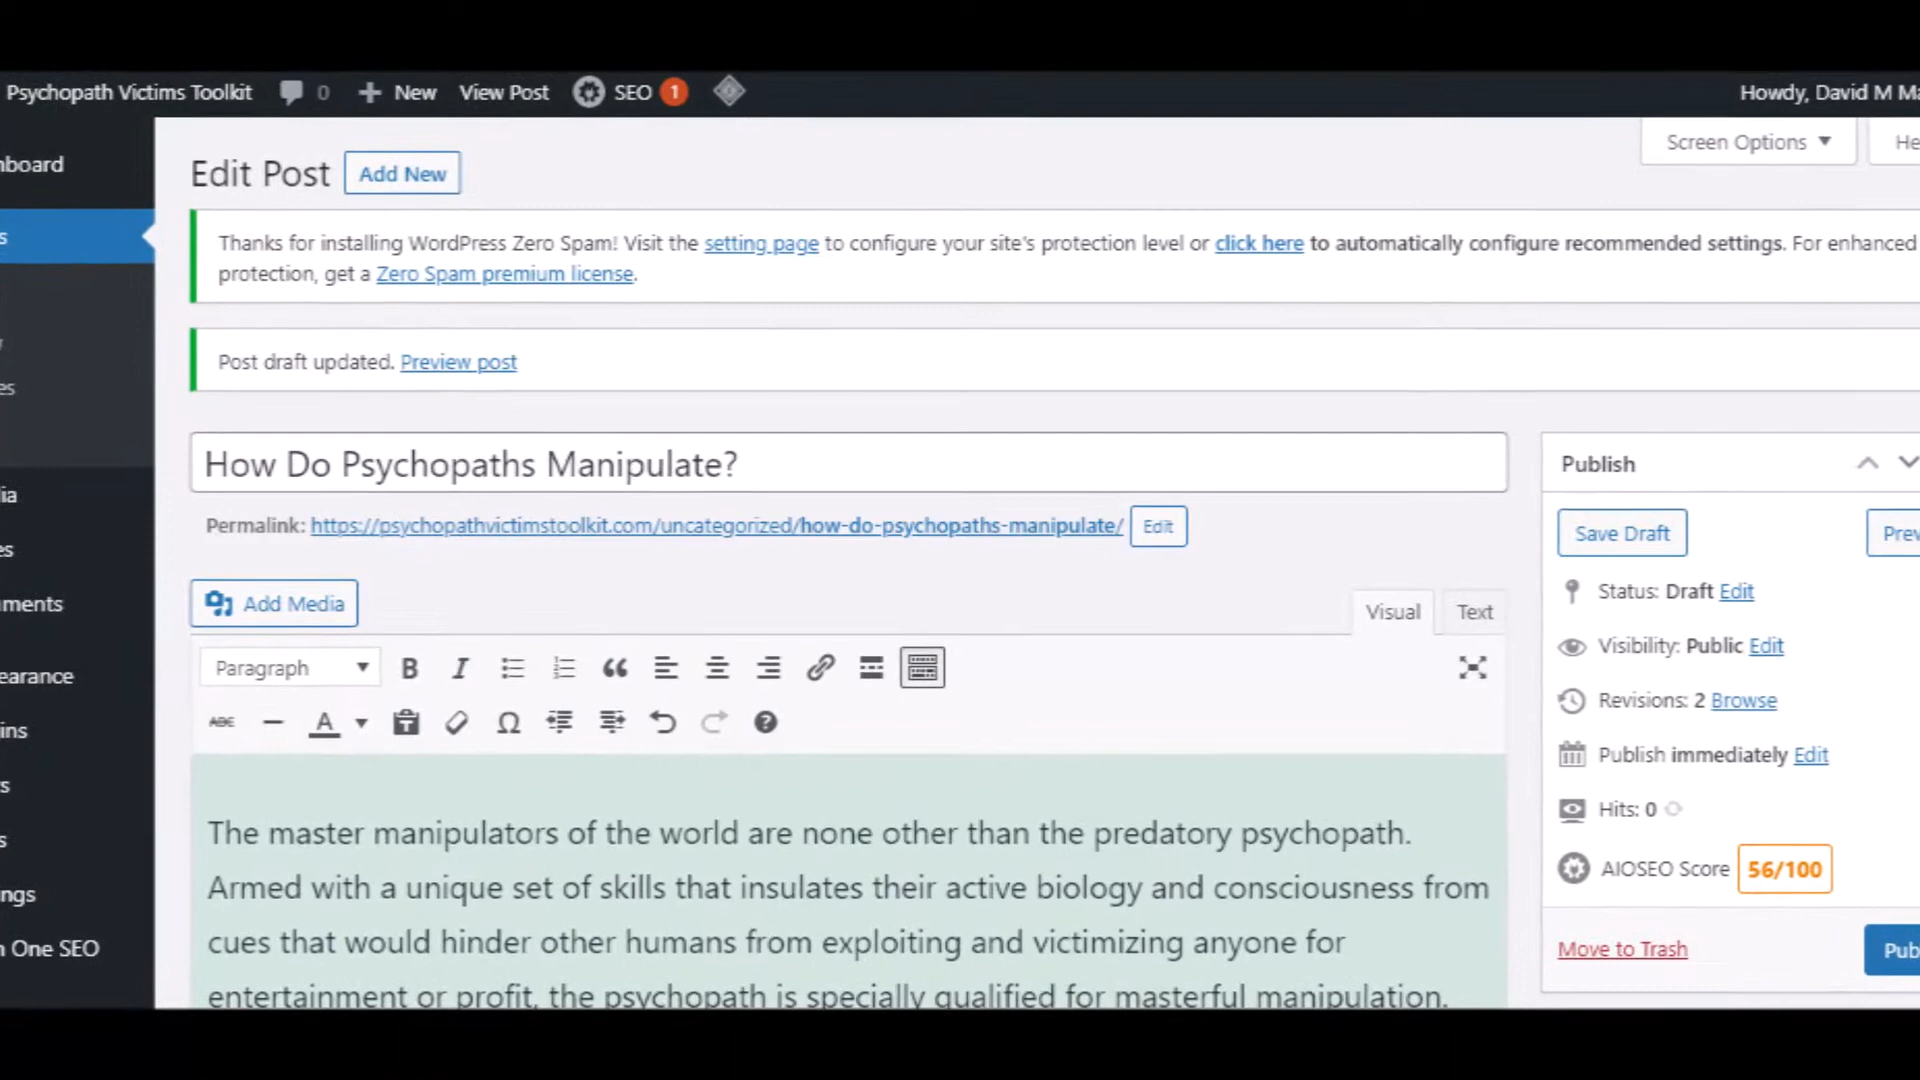 Psychopath Victims Toolkit 0 New View Post SEO 1 Howdy, David M Ma
Screen Options He
board
Edit Post Add New
s
Thanks for installing WordPress Zero Spam! Visit the setting page to configure your site's protection level or click here to automatically configure recommended settings. For enhanced
protection, get a Zero Spam premium license.
es
Post draft updated. Preview post
How Do Psychopaths Manipulate?
Publish
ia
Permalink: https://psychopathvictimstoolkit.com/uncategorized/how-do-psychopaths-manipulate/ Edit
Save Draft Prev
es
Status: Draft Edit
ments
Add Media
Visual Text
Visibility: Public Edit
earance
Paragraph B I
Revisions: 2 Browse
ins
ABC A
Publish immediately Edit
s
Hits: 0
s
The master manipulators of the world are none other than the predatory psychopath.
AIOSEO Score 56/100
ngs
Armed with a unique set of skills that insulates their active biology and consciousness from
n One SEO
cues that would hinder other humans from exploiting and victimizing anyone for
Move to Trash Pub
entertainment or profit, the psychopath is specially qualified for masterful manipulation.